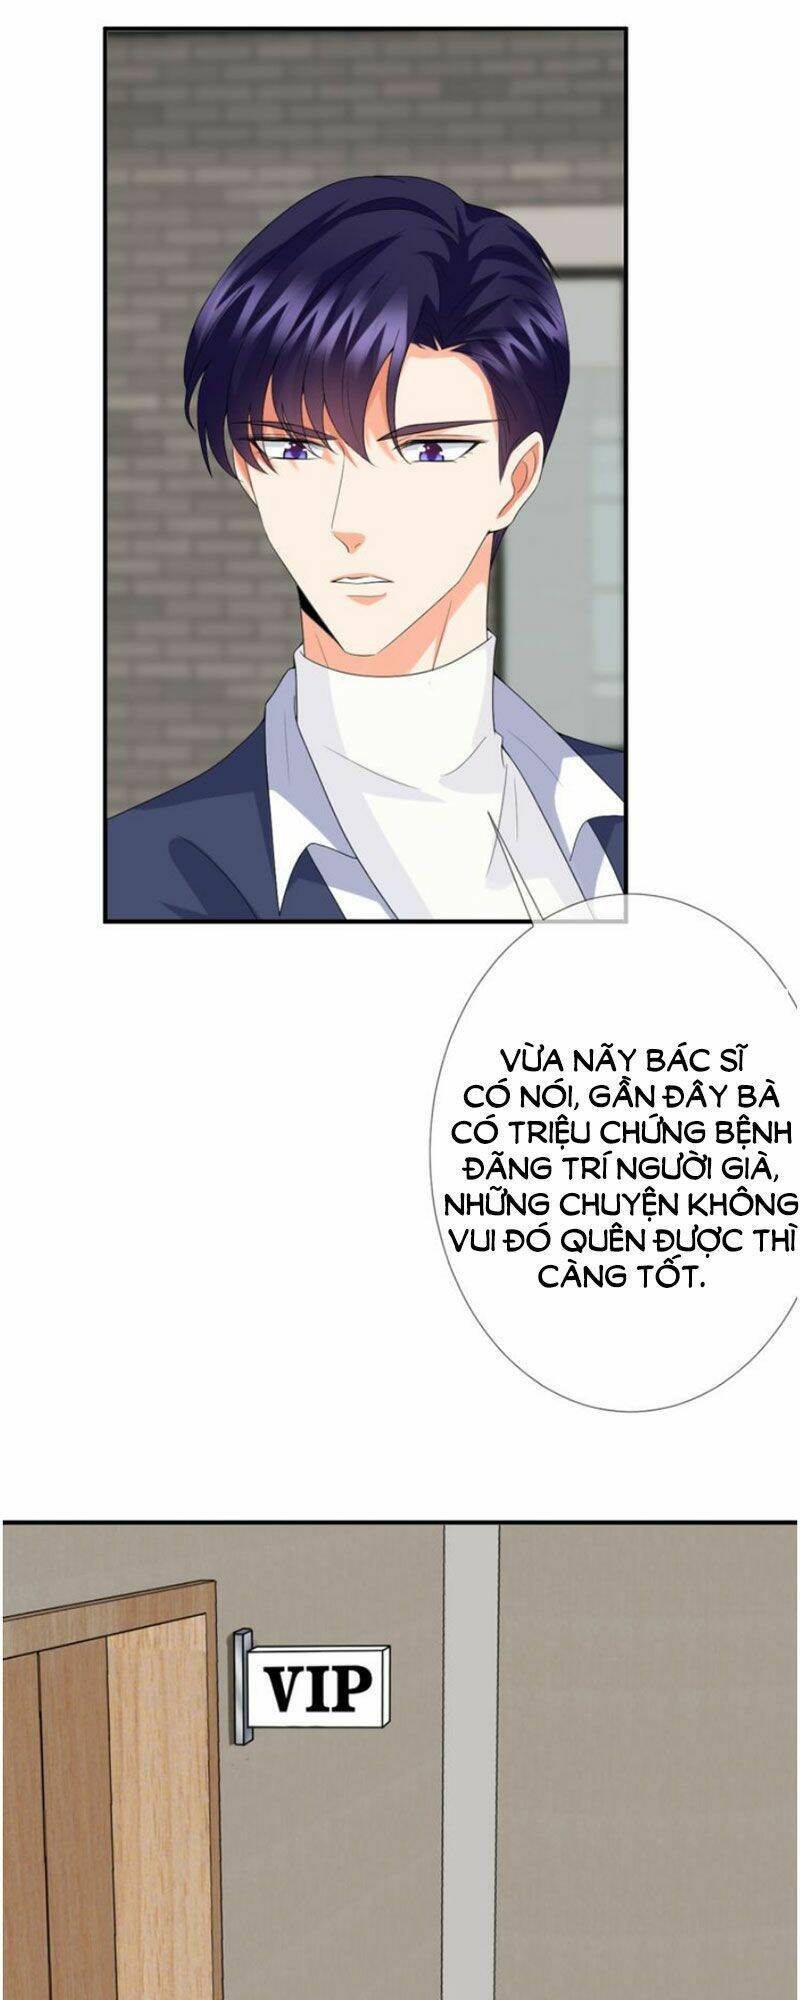 VỪA NÃY BÁC SĨ
CÓ NÓI, GẦN ĐÂY BÀ
CÓ TRIỆU CHỨNG BỆNH
ĐÃNG TRÍ NGƯỜI GIÀ,
NHỮNG CHUYỆN KHÔNG
VUI ĐÓ QUÊN ĐƯỢC THÌ
CÀNG TỐT.
VIP